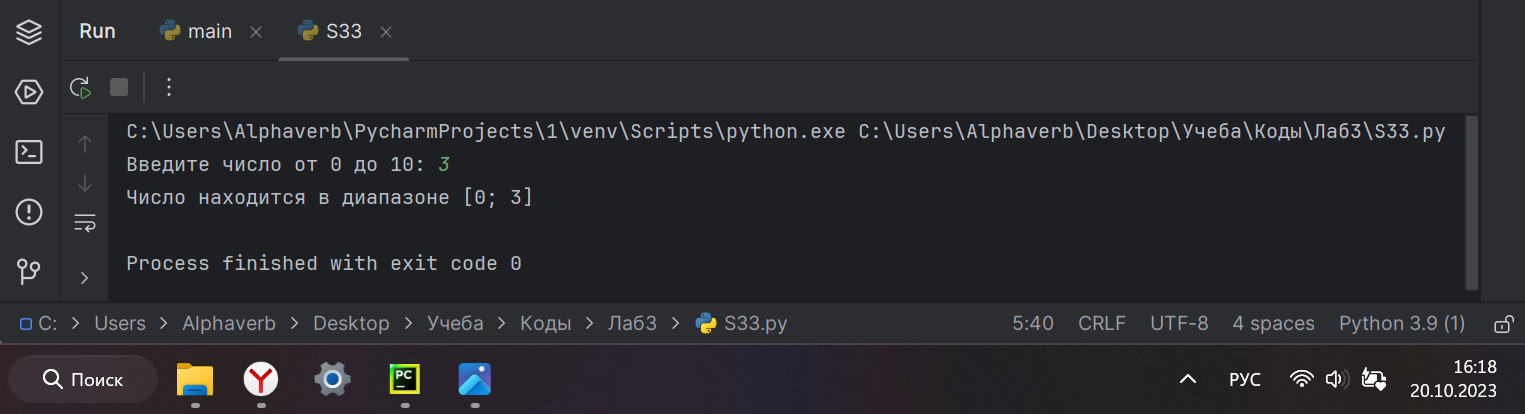 Run main S33
C:\Users\Alphaverb\PycharmProjects\1\venv\Scripts\python.exe C:\Users\Alphaverb\Desktop\Учеба\Коды\Лаб3\S33.py
Введите число от 0 до 10: 3
Число находится в диапазоне [0; 3]
Process finished with exit code 0
C: > Users > Alphaverb > Desktop > Учеба > Коды > Лаб3 > S33.py 5:40 CRLF UTF-8 4 spaces Python 3.9 (1)
Поиск PC РУС 16:18
20.10.2023